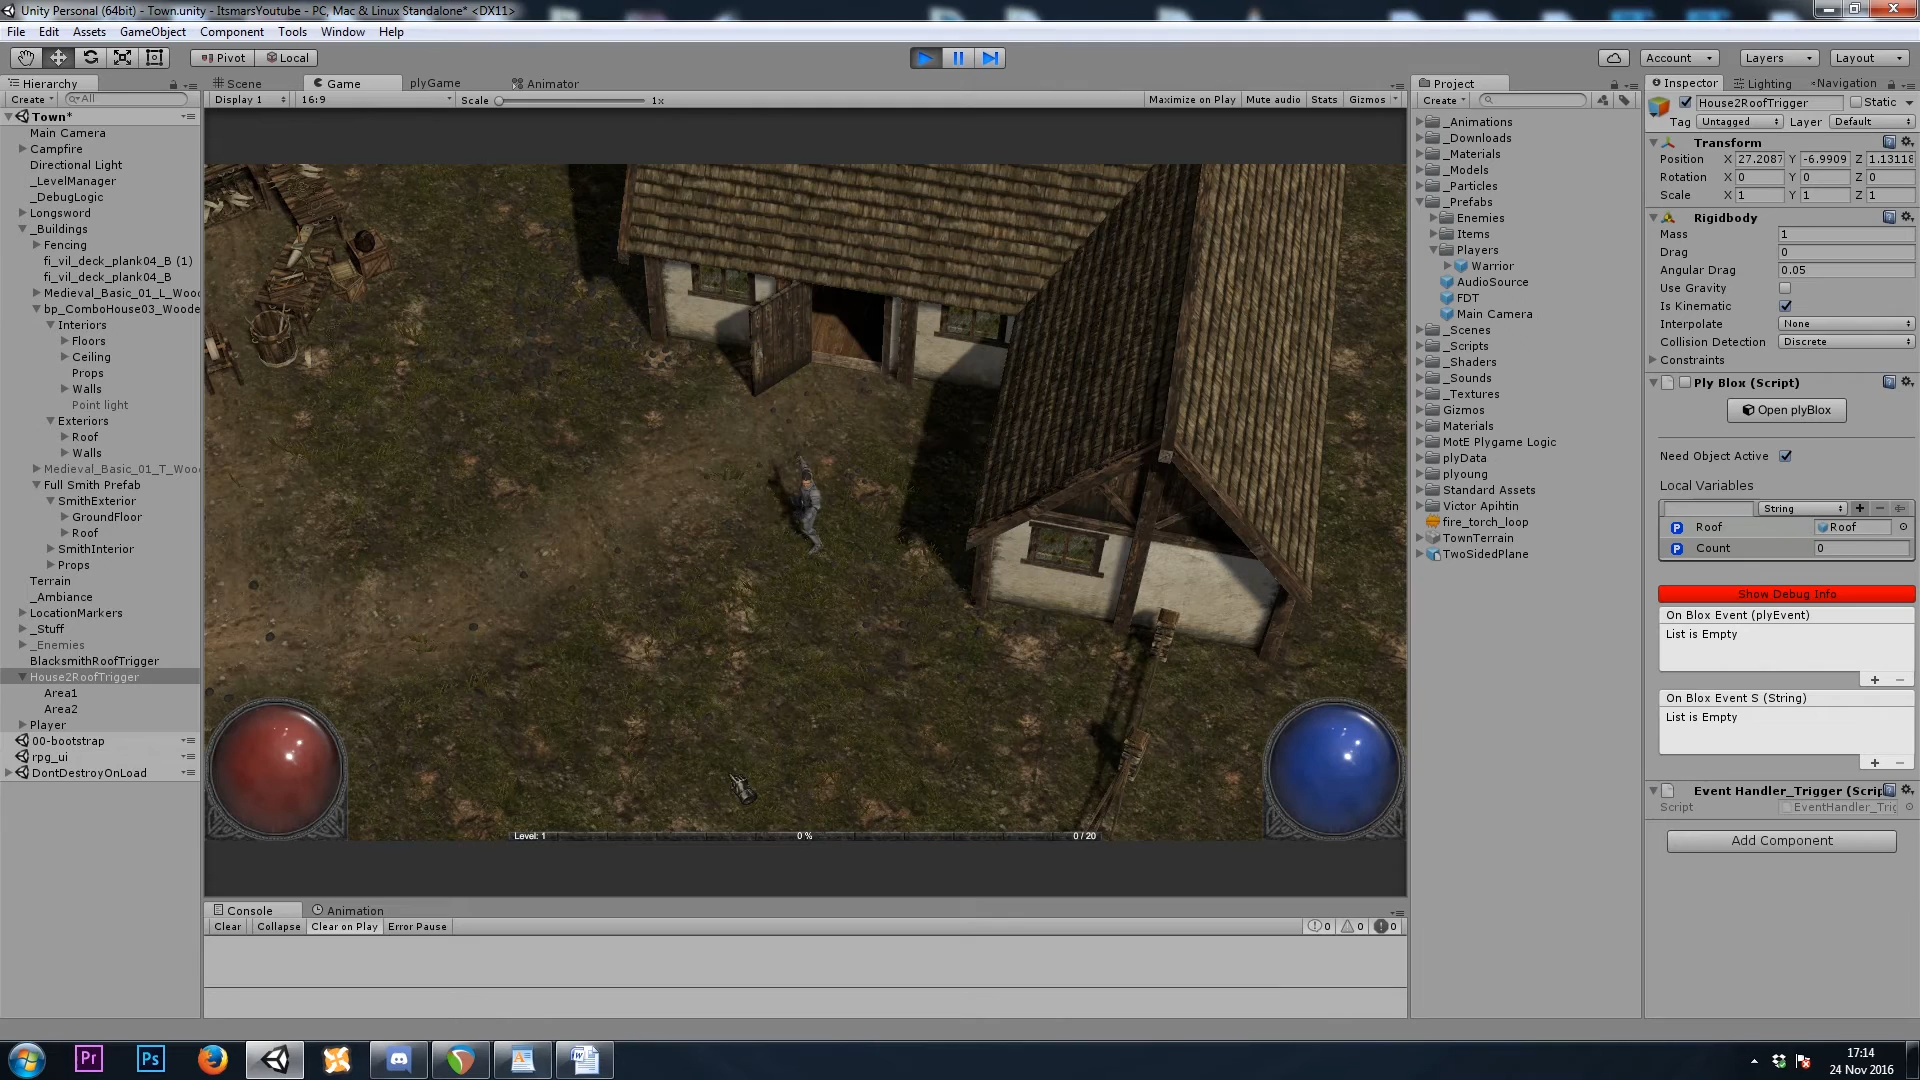 Unity Personal (64bit) - Town.unity - ItsmarsYoutube - PC, Mac & Linux Standalone* <DX11>
File Edit Assets GameObject Component Tools Window Help
Pivot Local Account Layers Layout
Hierarchy
Create All
Town*
Main Camera
Campfire
Directional Light
_LevelManager
_DebugLogic
Longsword
_Buildings
Fencing
fi_vil_deck_plank04_B (1)
fi_vil_deck_plank04_B
Medieval_Basic_01_L_Wood
bp_ComboHouse03_Woode
Interiors
Floors
Ceiling
Props
Walls
Point light
Exteriors
Roof
Walls
Medieval_Basic_01_T_Woo
Full Smith Prefab
SmithExterior
GroundFloor
Roof
SmithInterior
Props
Terrain
_Ambiance
LocationMarkers
_Stuff
_Enemies
BlacksmithRoofTrigger
House2RoofTrigger
Area1
Area2
Player
00-bootstrap
rpg_ui
DontDestroyOnLoad
Scene Game plyGame Animator
Display 1 16:9 Scale 1x Maximize on Play Mute audio Stats Gizmos
Level: 1 0 % 0 / 20
Console Animation
Clear Collapse Clear on Play Error Pause 0 0 0
Project
Create
_Animations
_Downloads
_Materials
_Models
_Particles
_Prefabs
Enemies
Items
Players
Warrior
AudioSource
FDT
Main Camera
_Scenes
_Scripts
_Shaders
_Sounds
_Textures
Gizmos
Materials
MotE Plygame Logic
plyData
plyoung
Standard Assets
Victor Apihtin
fire_torch_loop
TownTerrain
TwoSidedPlane
Inspector Lighting Navigation
House2RoofTrigger Static
Tag Untagged Layer Default
Transform
Position X 27.2087 Y -6.9909 Z 1.13118
Rotation X 0 Y 0 Z 0
Scale X 1 Y 1 Z 1
Rigidbody
Mass 1
Drag 0
Angular Drag 0.05
Use Gravity
Is Kinematic
Interpolate None
Collision Detection Discrete
Constraints
Ply Blox (Script)
Open plyBlox
Need Object Active
Local Variables
String
P Roof Roof
P Count 0
Show Debug Info
On Blox Event (plyEvent)
List is Empty
On Blox Event S (String)
List is Empty
Event Handler_Trigger (Scrip
Script EventHandler_Trig
Add Component
Pr Ps A W
17:14
24 Nov 2016